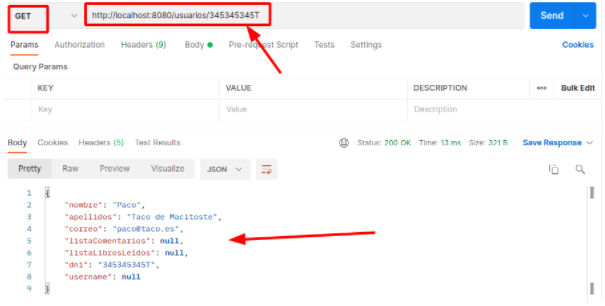 GET http://localhost:8080/usuarios/345345345T Send
Params Authorization Headers (9) Body Pre-request Script Tests Settings Cookies
Query Params
KEY VALUE DESCRIPTION ooo Bulk Edit
Key Value Description
Body Cookies Headers (5) Test Results Status: 200 OK Time: 13 ms Size: 321 B Save Response
Pretty Raw Preview Visualize JSON
1 {
2 "nombre": "Paco",
3 "apellidos": "Taco de Macitoste",
4 "correo": "paco@taco.es",
5 "listaComentarios": null,
6 "listaLibrosLeidos": null,
7 "dni": "345345345T",
8 "username": null
9 }